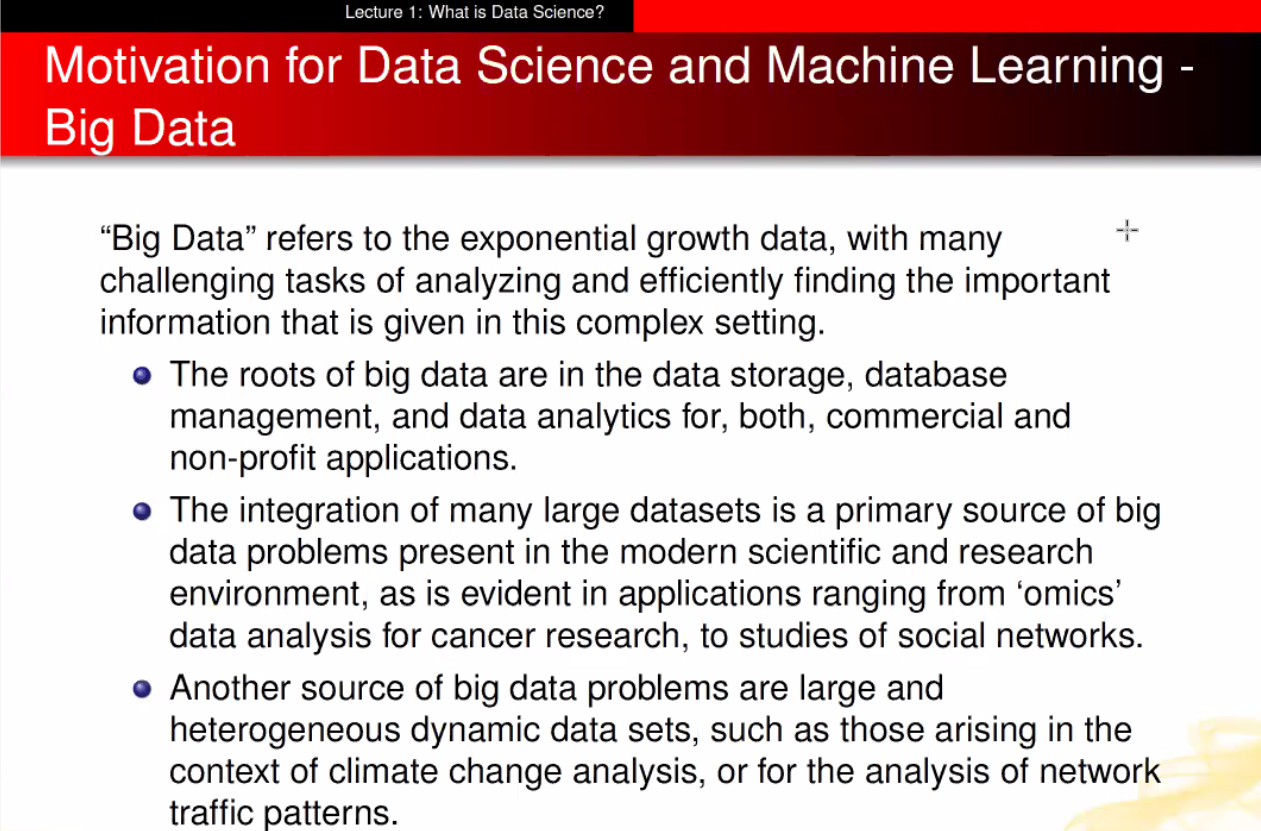 Lecture 1: What is Data Science?
Motivation for Data Science and Machine Learning -
Big Data
“Big Data” refers to the exponential growth data, with many
challenging tasks of analyzing and efficiently finding the important
information that is given in this complex setting.
The roots of big data are in the data storage, database
management, and data analytics for, both, commercial and
non-profit applications.
The integration of many large datasets is a primary source of big
data problems present in the modern scientific and research
environment, as is evident in applications ranging from ‘omics’
data analysis for cancer research, to studies of social networks.
Another source of big data problems are large and
heterogeneous dynamic data sets, such as those arising in the
context of climate change analysis, or for the analysis of network
traffic patterns.